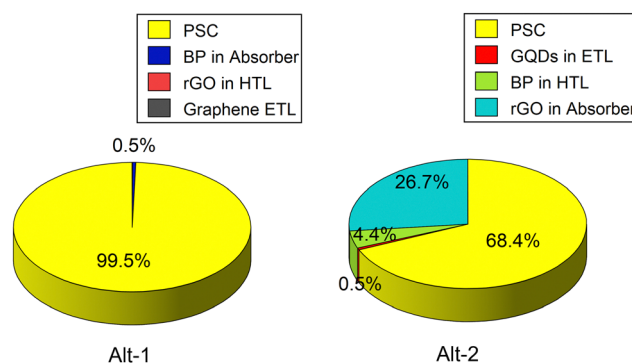 PSC
BP in Absorber
rGO in HTL
Graphene ETL
0.5%
99.5%
Alt-1
PSC
GQDs in ETL
BP in HTL
rGO in Absorber
26.7%
4.4%
68.4%
0.5%
Alt-2